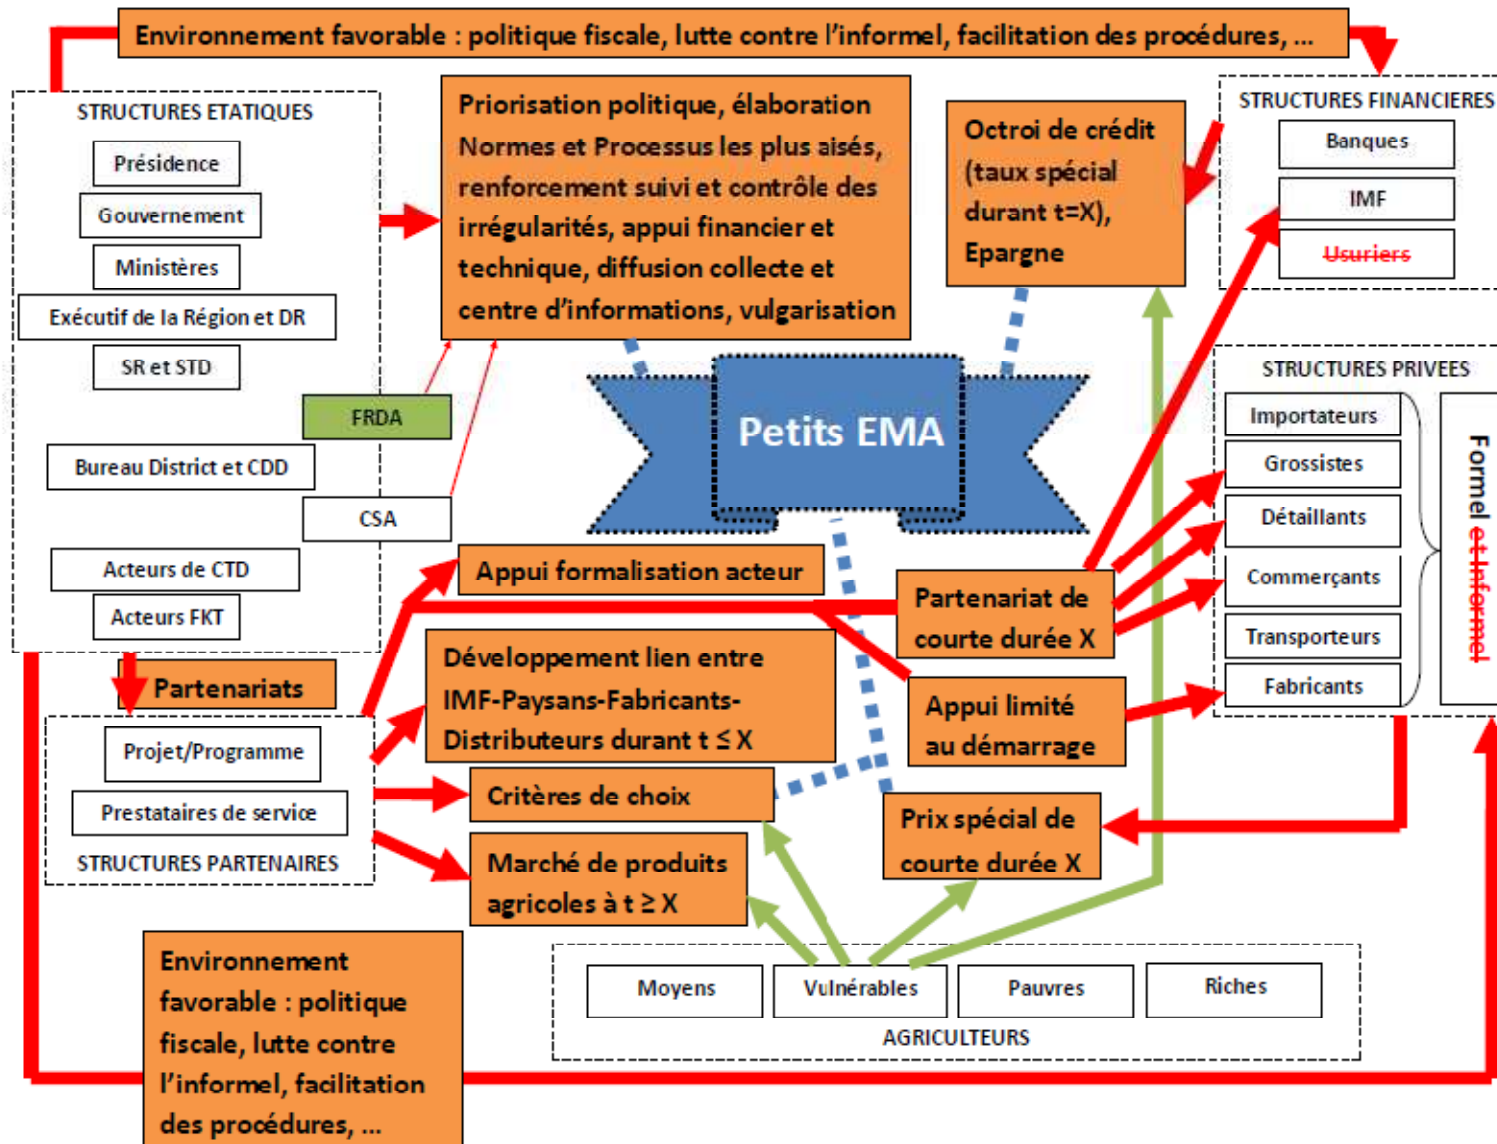 Environnement favorable : politique fiscale, lutte contre l'informel, facilitation des procédures, ...
STRUCTURES ETATIQUES
Présidence
Gouvernement
Ministères
Exécutif de la Région et DR
SR et STD
FRDA
Bureau District et CDD
CSA
Acteurs de CTD
Acteurs FKT
Priorisation politique, élaboration
Normes et Processus les plus aisés,
renforcement suivi et contrôle des
irrégularités, appui financier et
technique, diffusion collecte et
centre d'informations, vulgarisation
Octroi de crédit
(taux spécial
durant t=X),
Epargne
STRUCTURES FINANCIERES
Banques
IMF
Usuriers
Petits EMA
STRUCTURES PRIVEES
Importateurs
Grossistes
Détaillants
Commerçants
Transporteurs
Fabricants
Formel et Informel
Appui formalisation acteur
Partenariat de
courte durée X
Partenariats
Développement lien entre
IMF-Paysans-Fabricants-
Distributeurs durant t ≤ X
Appui limité
au démarrage
Projet/Programme
Prestataires de service
STRUCTURES PARTENAIRES
Critères de choix
Prix spécial de
courte durée X
Marché de produits
agricoles à t ≥ X
Environnement
favorable : politique
fiscale, lutte contre
l'informel, facilitation
des procédures, ...
Moyens
Vulnérables
Pauvres
Riches
AGRICULTEURS